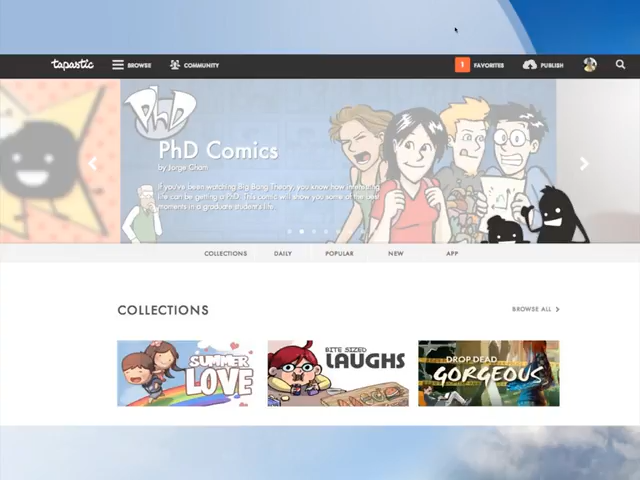 tapastic BROWSE COMMUNITY 1 FAVORITES PUBLISH
PhD
PhD Comics
by Jorge Cham
If you've been watching Big Bang Theory, you know how interesting
life can be getting a PhD. This comic will show you some of the best
moments in a graduate student's life.
COLLECTIONS DAILY POPULAR NEW APP
COLLECTIONS
BROWSE ALL
SUMMER
LOVE
BITE SIZED
LAUGHS
DROP DEAD
GORGEOUS